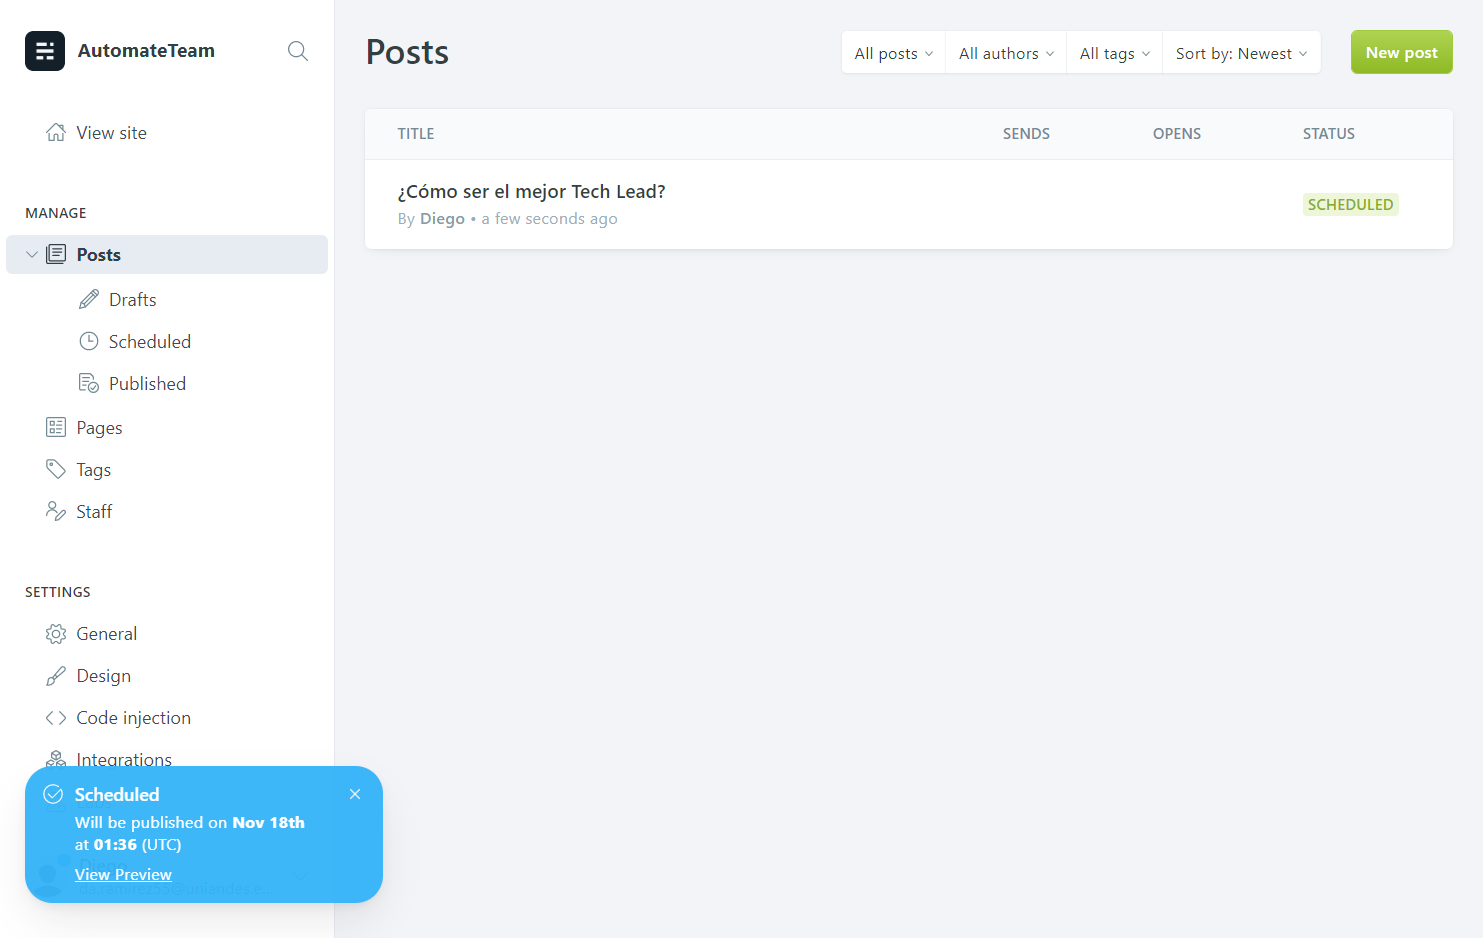 AutomateTeam
View site
MANAGE
Posts
Drafts
Scheduled
Published
Pages
Tags
Staff
SETTINGS
General
Design
Code injection
Integrations
Scheduled
Will be published on Nov 18th
at 01:36 (UTC)
View Preview
Diego
Posts
All posts
All authors
All tags
Sort by: Newest
New post
TITLE SENDS OPENS STATUS
¿Cómo ser el mejor Tech Lead?
By Diego • a few seconds ago
SCHEDULED